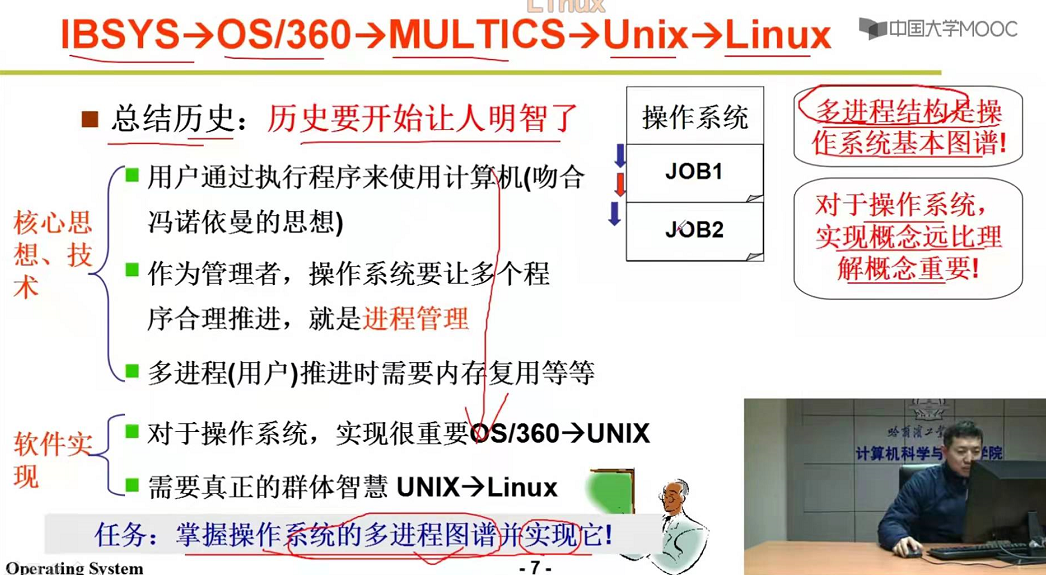 Linux
IBSYS→OS/360→MULTICS→Unix→Linux
中国大学MOOC
总结历史：历史要开始让人明智了
核心思
想、技
术
用户通过执行程序来使用计算机(吻合
冯诺依曼的思想)
作为管理者，操作系统要让多个程
序合理推进，就是进程管理
多进程(用户)推进时需要内存复用等等
操作系统
JOB1
JOB2
多进程结构是操
作系统基本图谱!
对于操作系统，
实现概念远比理
解概念重要!
软件实
现
对于操作系统，实现很重要OS/360→UNIX
需要真正的群体智慧 UNIX→Linux
任务：掌握操作系统的多进程图谱并实现它!
计算机科学与
学院
Operating System
- 7 -